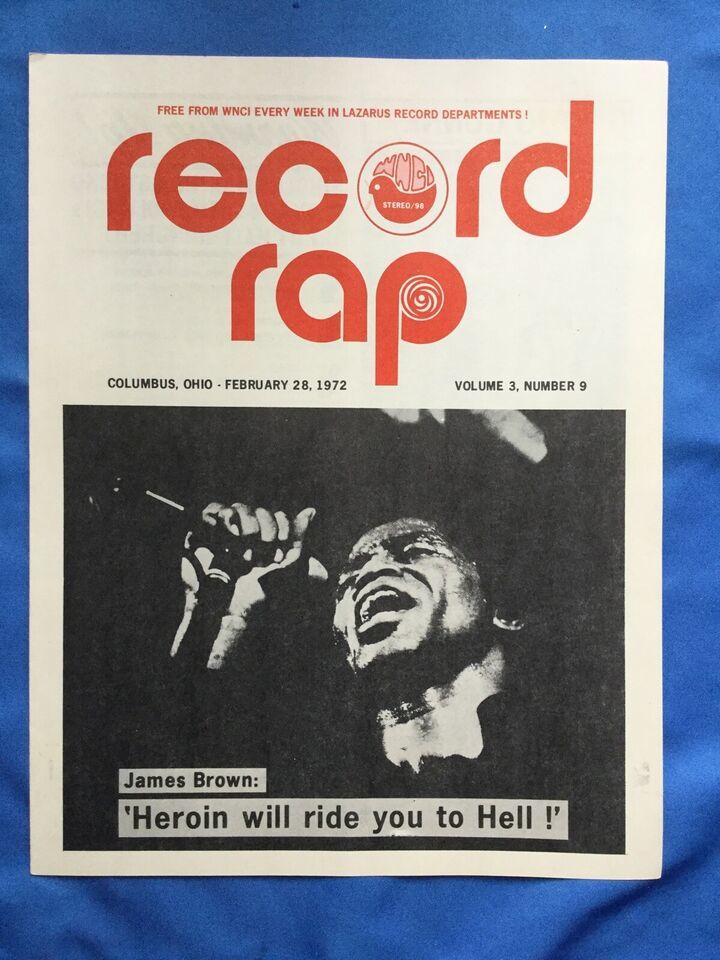 FREE FROM WNCI EVERY WEEK IN LAZARUS RECORD DEPARTMENTS !
record
WNCI
STEREO/98
rap
COLUMBUS, OHIO - FEBRUARY 28, 1972
VOLUME 3, NUMBER 9
James Brown:
'Heroin will ride you to Hell !'